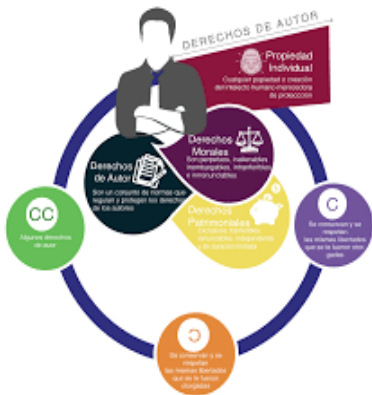 DERECHOS DE AUTOR
Propiedad
Individual
Cualquier propiedad o creación
del intelecto humano merecedora
de protección
Derechos
Morales
Son perpetuos, inalienables
inembargables, intransferibles
e irrenunciables
Derechos
de Autor
Son un conjunto de normas que
regulan y protegen los derechos
de los autores
Derechos
Patrimoniales
CC
Algunos derechos
de autor
C
Se conservan y se
respetan
las mismas libertades
que se le fueron otor
gadas
Se conservan y se
respetan
las mismas libertades
que se le fueron
otorgadas